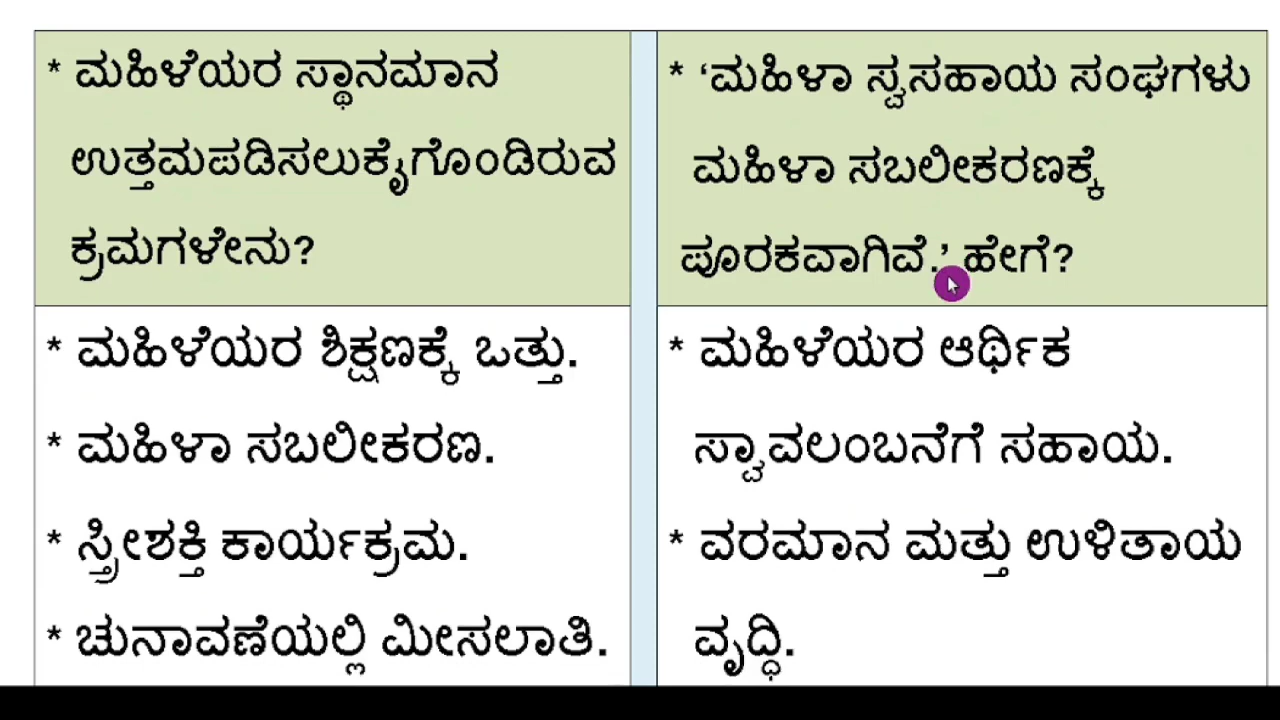 * ಮಹಿಳೆಯರ ಸ್ಥಾನಮಾನ
ಉತ್ತಮಪಡಿಸಲುಕೈಗೊಂಡಿರುವ
ಕ್ರಮಗಳೇನು?
* ಮಹಿಳೆಯರ ಶಿಕ್ಷಣಕ್ಕೆ ಒತ್ತು.
* ಮಹಿಳಾ ಸಬಲೀಕರಣ.
* ಸ್ತ್ರೀಶಕ್ತಿ ಕಾರ್ಯಕ್ರಮ.
* ಚುನಾವಣೆಯಲ್ಲಿ ಮೀಸಲಾತಿ.
* ‘ಮಹಿಳಾ ಸ್ವಸಹಾಯ ಸಂಘಗಳು
ಮಹಿಳಾ ಸಬಲೀಕರಣಕ್ಕೆ
ಪೂರಕವಾಗಿವೆ.’ ಹೇಗೆ?
* ಮಹಿಳೆಯರ ಆರ್ಥಿಕ
ಸ್ವಾವಲಂಬನೆಗೆ ಸಹಾಯ.
* ವರಮಾನ ಮತ್ತು ಉಳಿತಾಯ
ವೃದ್ಧಿ.